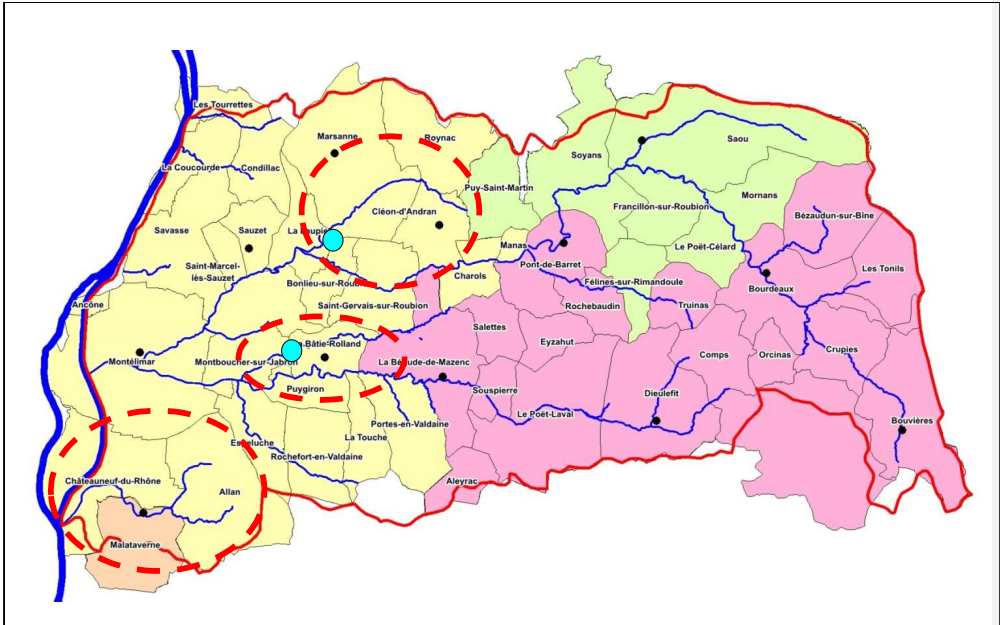 Les Tourrettes
Marsanne
Roynac
Saou
Soyans
La Coucourde
Condillac
Puy-Saint-Martin
Mornans
Francillon-sur-Roubion
Cléon-d'Andran
Bézaudun-sur-Bîne
Savasse
Sauzet
Manas
Le Poët-Célard
Pont-de-Barret
Saint-Marcel-
lès-Sauzet
Les Tonils
Charols
Félines-sur-Rimandoule
Bourdeaux
Ancône
Saint-Gervais-sur-Roubion
Rochebaudin
Truinas
Salettes
Eyzahut
Crupies
Comps
Orcinas
Montélimar
Montboucher-sur-Jabron
Bâtie-Rolland
Puygiron
Souspierre
Dieulefit
Le Poët-Laval
Bouvières
Portes-en-Valdaine
La Touche
Rochefort-en-Valdaine
Châteauneuf-du-Rhône
Allan
Aleyrac
Malataverne